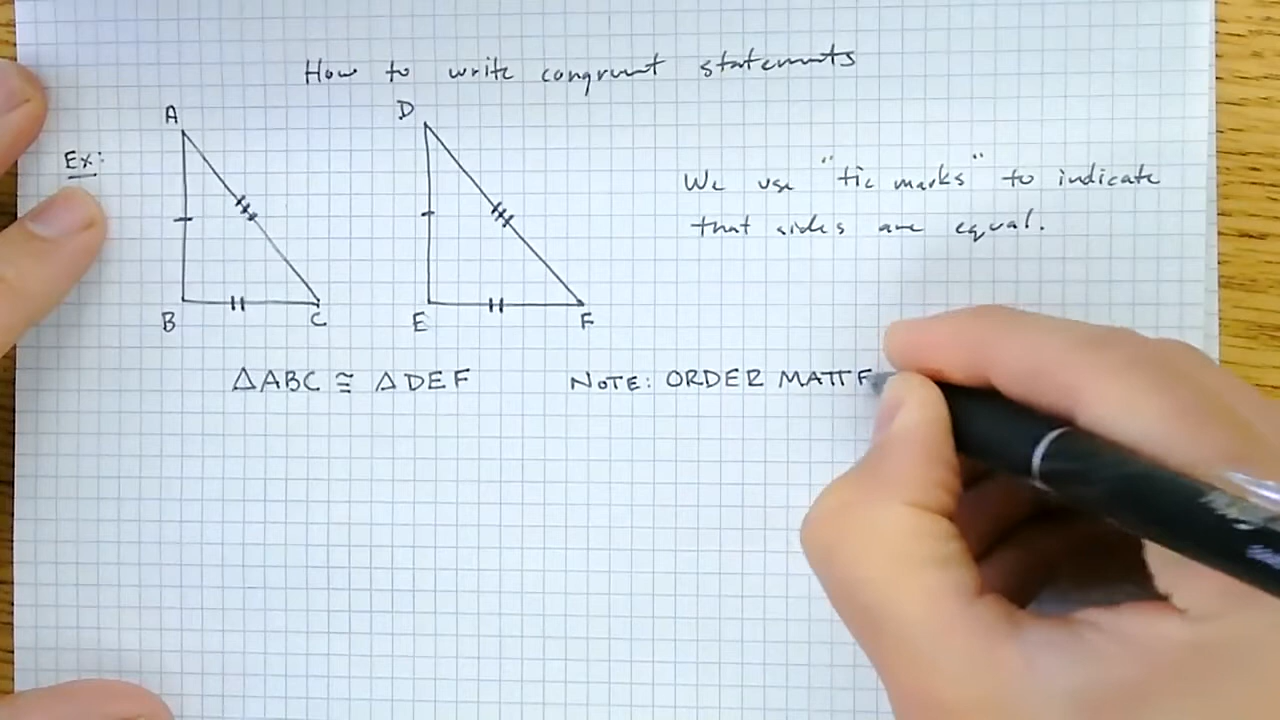 How to write congruent statements
A
D
Ex:
We use "tic marks" to indicate
that sides are equal.
B
C
E
F
△ABC ≅ △DEF
NOTE: ORDER MATTE